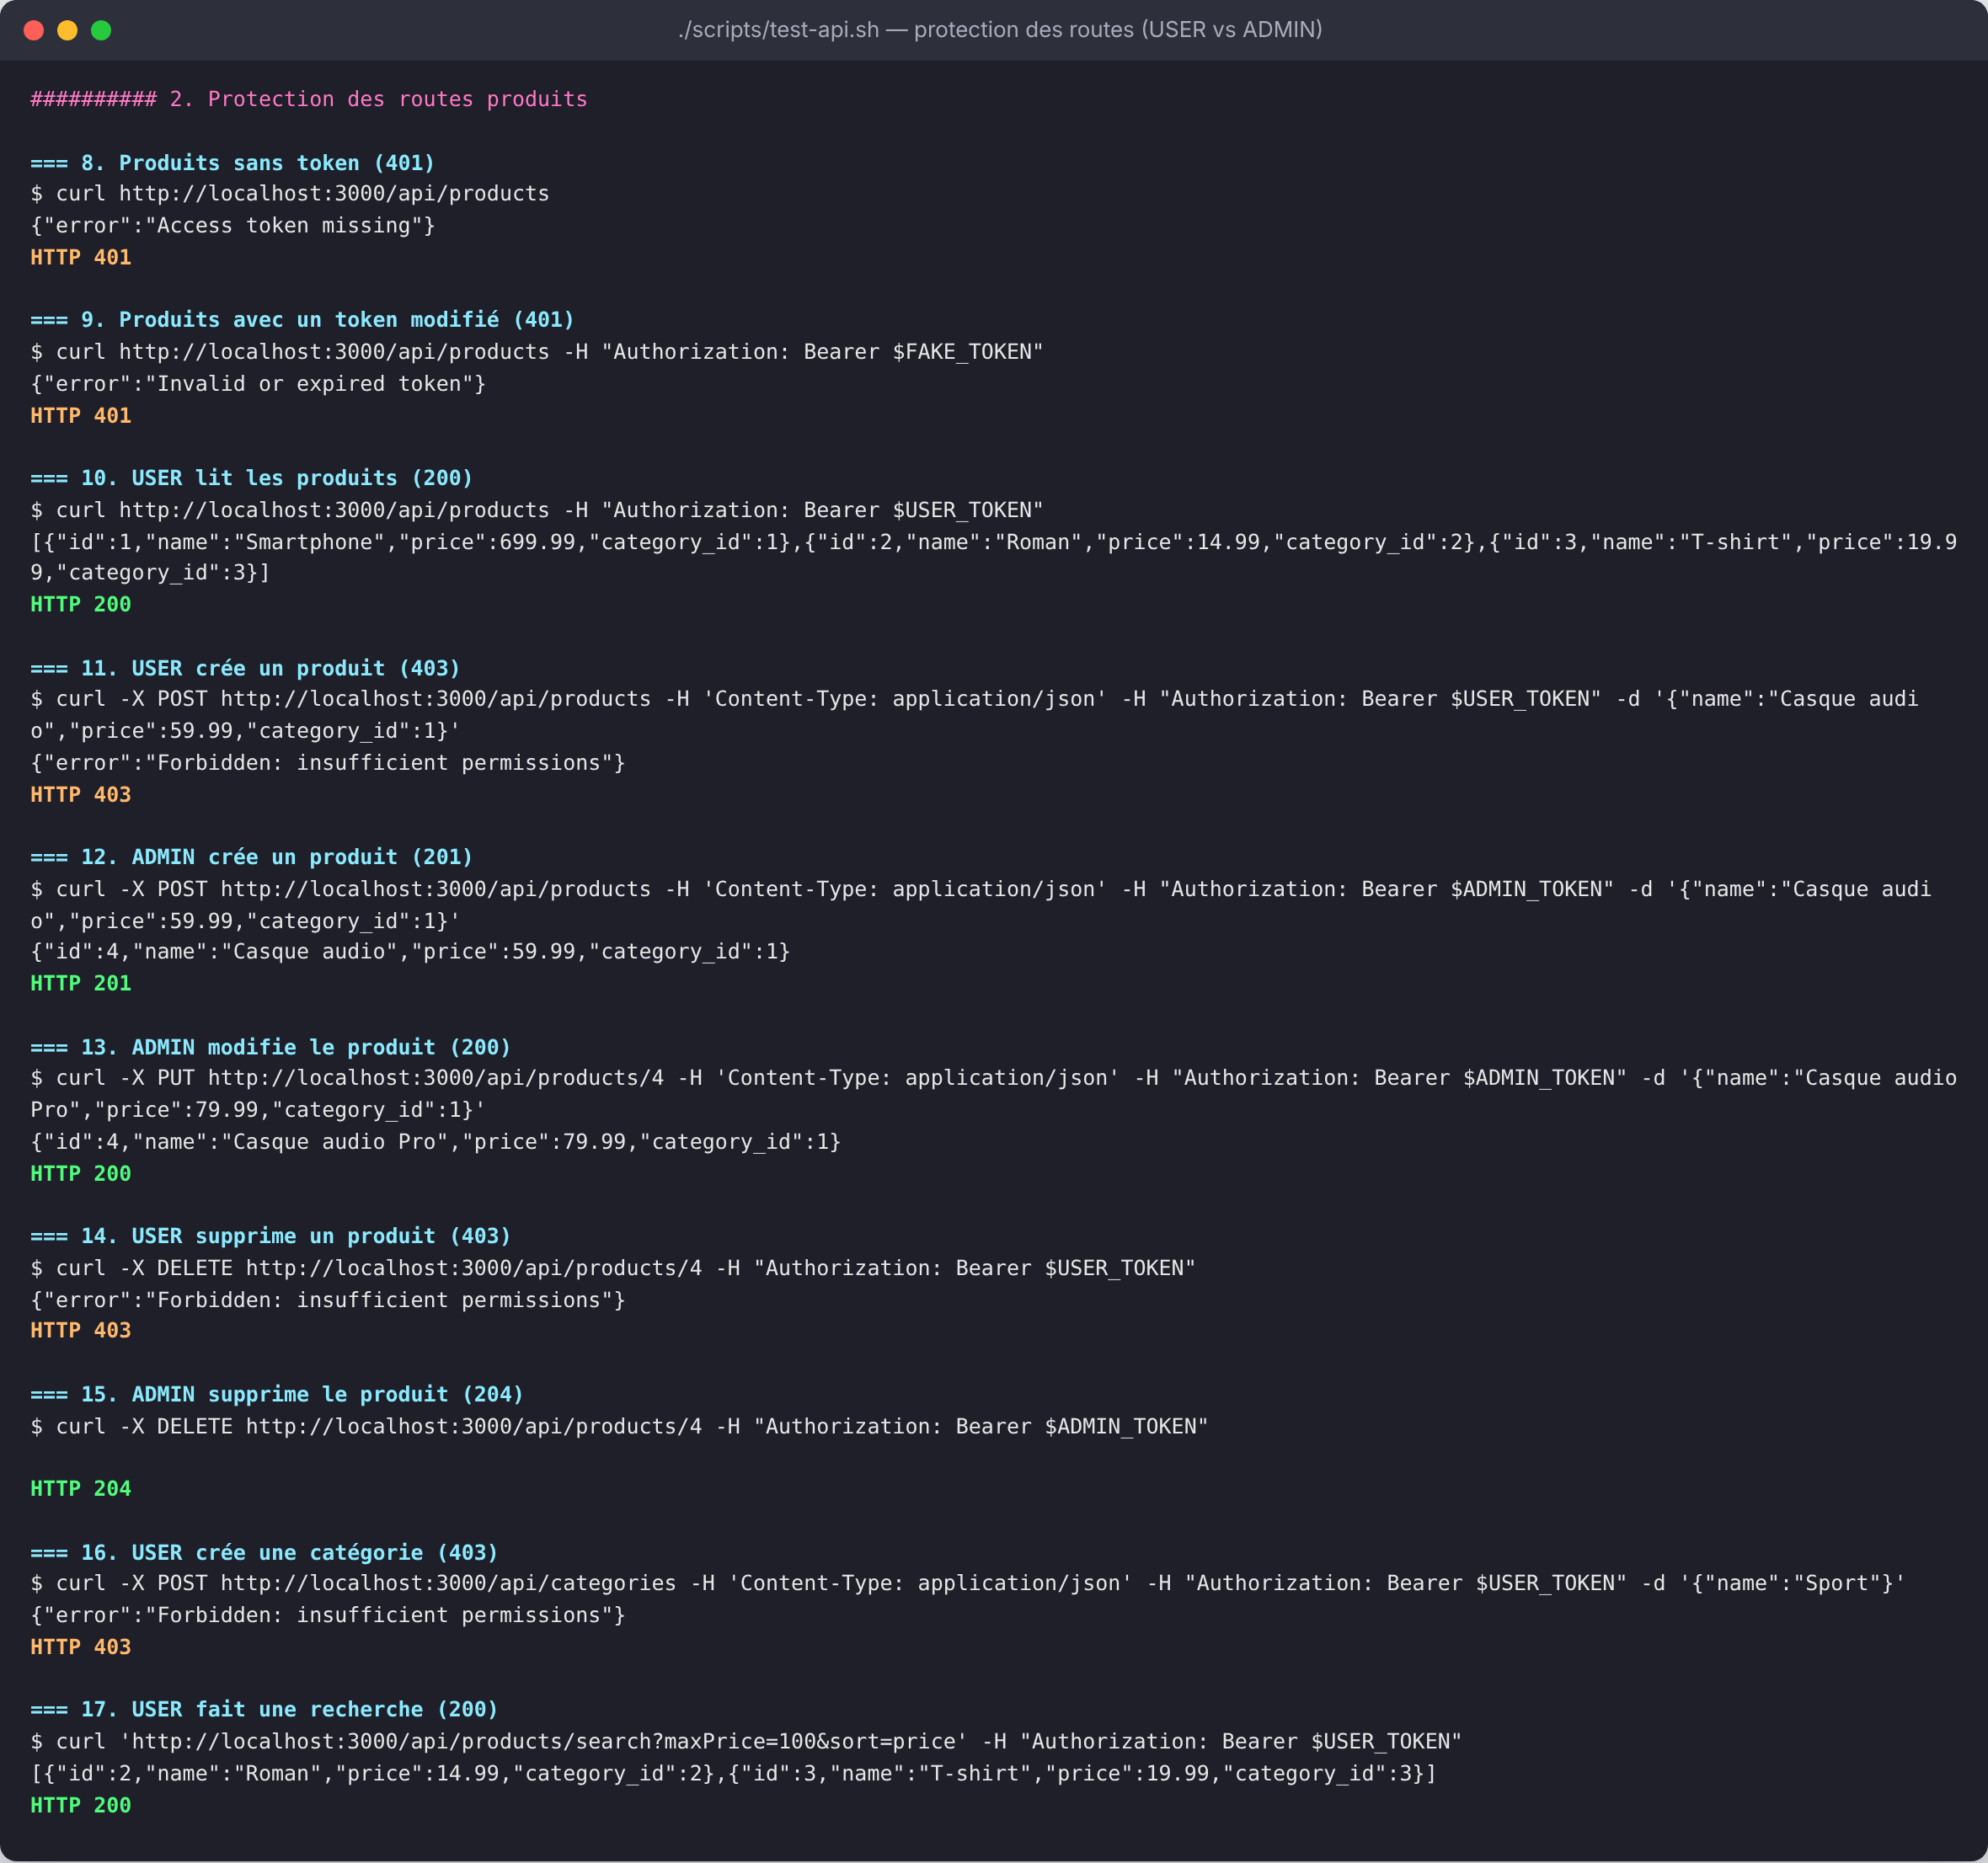 ./scripts/test-api.sh — protection des routes (USER vs ADMIN)
########## 2. Protection des routes produits
=== 8. Produits sans token (401)
$ curl http://localhost:3000/api/products
{"error":"Access token missing"}
HTTP 401
=== 9. Produits avec un token modifié (401)
$ curl http://localhost:3000/api/products -H "Authorization: Bearer $FAKE_TOKEN"
{"error":"Invalid or expired token"}
HTTP 401
=== 10. USER lit les produits (200)
$ curl http://localhost:3000/api/products -H "Authorization: Bearer $USER_TOKEN"
[{"id":1,"name":"Smartphone","price":699.99,"category_id":1},{"id":2,"name":"Roman","price":14.99,"category_id":2},{"id":3,"name":"T-shirt","price":19.9
9,"category_id":3}]
HTTP 200
=== 11. USER crée un produit (403)
$ curl -X POST http://localhost:3000/api/products -H 'Content-Type: application/json' -H "Authorization: Bearer $USER_TOKEN" -d '{"name":"Casque audi
o","price":59.99,"category_id":1}'
{"error":"Forbidden: insufficient permissions"}
HTTP 403
=== 12. ADMIN crée un produit (201)
$ curl -X POST http://localhost:3000/api/products -H 'Content-Type: application/json' -H "Authorization: Bearer $ADMIN_TOKEN" -d '{"name":"Casque audi
o","price":59.99,"category_id":1}'
{"id":4,"name":"Casque audio","price":59.99,"category_id":1}
HTTP 201
=== 13. ADMIN modifie le produit (200)
$ curl -X PUT http://localhost:3000/api/products/4 -H 'Content-Type: application/json' -H "Authorization: Bearer $ADMIN_TOKEN" -d '{"name":"Casque audio
Pro","price":79.99,"category_id":1}'
{"id":4,"name":"Casque audio Pro","price":79.99,"category_id":1}
HTTP 200
=== 14. USER supprime un produit (403)
$ curl -X DELETE http://localhost:3000/api/products/4 -H "Authorization: Bearer $USER_TOKEN"
{"error":"Forbidden: insufficient permissions"}
HTTP 403
=== 15. ADMIN supprime le produit (204)
$ curl -X DELETE http://localhost:3000/api/products/4 -H "Authorization: Bearer $ADMIN_TOKEN"
HTTP 204
=== 16. USER crée une catégorie (403)
$ curl -X POST http://localhost:3000/api/categories -H 'Content-Type: application/json' -H "Authorization: Bearer $USER_TOKEN" -d '{"name":"Sport"}'
{"error":"Forbidden: insufficient permissions"}
HTTP 403
=== 17. USER fait une recherche (200)
$ curl 'http://localhost:3000/api/products/search?maxPrice=100&sort=price' -H "Authorization: Bearer $USER_TOKEN"
[{"id":2,"name":"Roman","price":14.99,"category_id":2},{"id":3,"name":"T-shirt","price":19.99,"category_id":3}]
HTTP 200